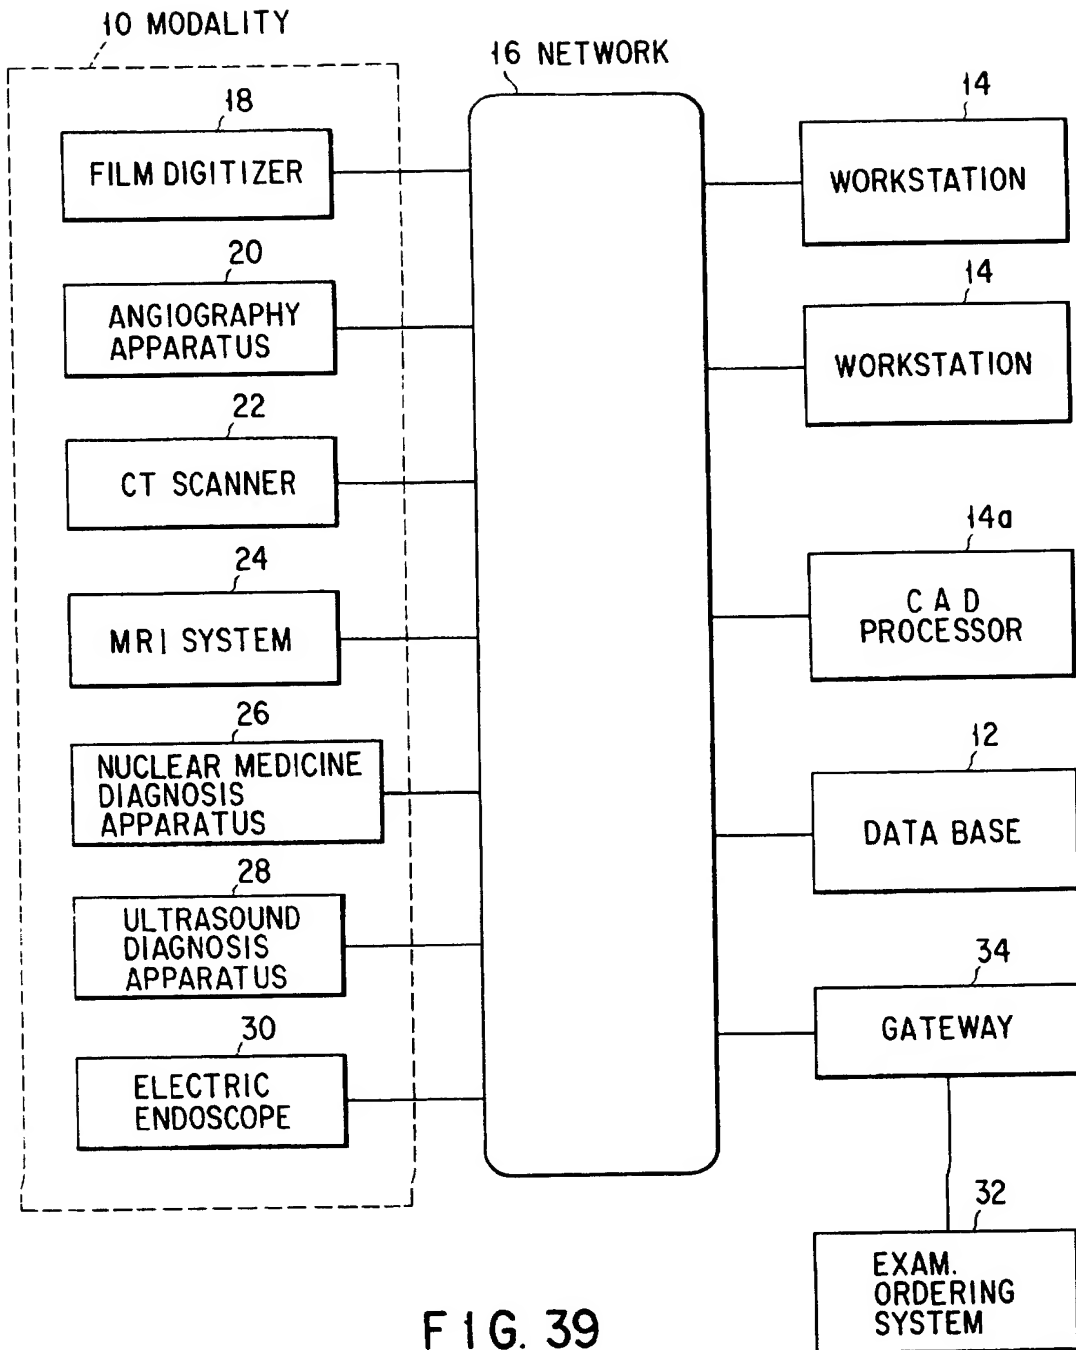 10 MODALITY
16 NETWORK
18
FILM DIGITIZER
20
ANGIOGRAPHY
APPARATUS
22
CT SCANNER
24
MRI SYSTEM
26
NUCLEAR MEDICINE
DIAGNOSIS
APPARATUS
28
ULTRASOUND
DIAGNOSIS
APPARATUS
30
ELECTRIC
ENDOSCOPE
14
WORKSTATION
14
WORKSTATION
14a
CAD
PROCESSOR
12
DATA BASE
34
GATEWAY
32
EXAM.
ORDERING
SYSTEM
FIG. 39